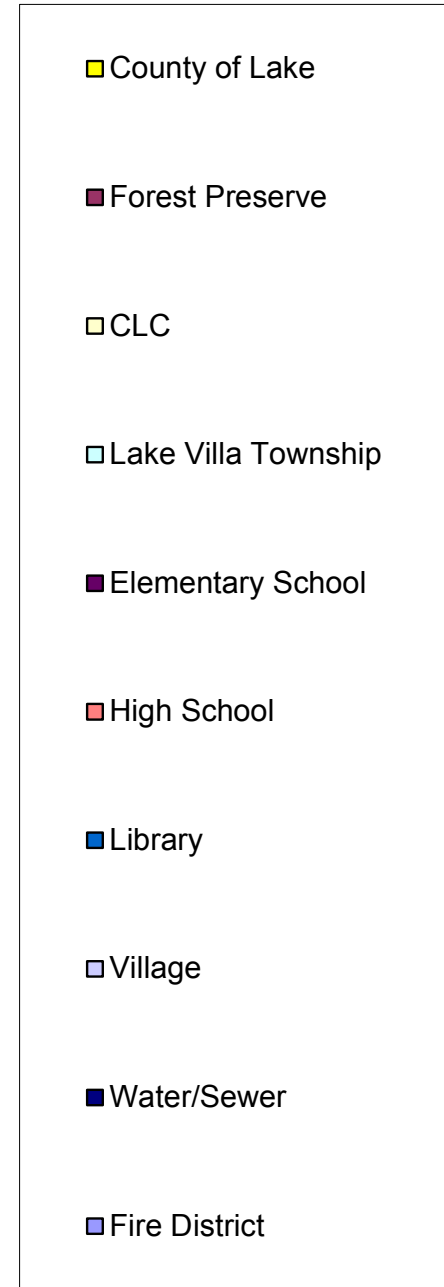 County of Lake
Forest Preserve
CLC
Lake Villa Township
Elementary School
High School
Library
Village
Water/Sewer
Fire District